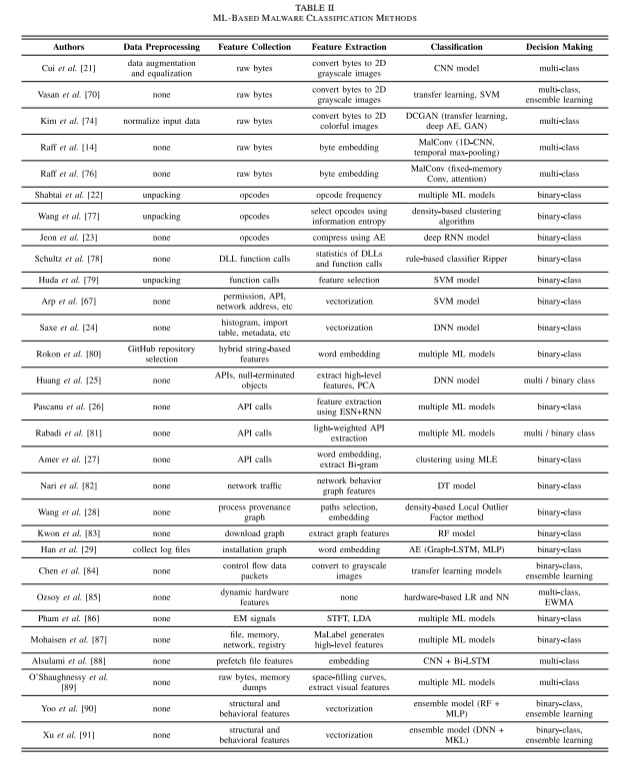 TABLE II
ML-BASED MALWARE CLASSIFICATION METHODS
Authors Data Preprocessing Feature Collection Feature Extraction Classification Decision Making
Cui et al. [21] data augmentation and equalization raw bytes convert bytes to 2D grayscale images CNN model multi-class
Vasan et al. [70] none raw bytes convert bytes to 2D grayscale images transfer learning, SVM multi-class, ensemble learning
Kim et al. [74] normalize input data raw bytes convert bytes to 2D colorful images DCGAN (transfer learning, deep AE, GAN) multi-class
Raff et al. [14] none raw bytes byte embedding MalConv (1D-CNN, temporal max-pooling) binary-class
Raff et al. [76] none raw bytes byte embedding MalConv (fixed-memory Conv, attention) binary-class
Shabtai et al. [22] unpacking opcodes opcode frequency multiple ML models binary-class
Wang et al. [77] unpacking opcodes select opcodes using information entropy density-based clustering algorithm binary-class
Jeon et al. [23] none opcodes compress using AE deep RNN model binary-class
Schultz et al. [78] none DLL function calls statistics of DLLs and function calls rule-based classifier Ripper binary-class
Huda et al. [79] unpacking function calls feature selection SVM model binary-class
Arp et al. [67] none permission, API, network address, etc vectorization SVM model binary-class
Saxe et al. [24] none histogram, import table, metadata, etc vectorization DNN model binary-class
Rokon et al. [80] GitHub repository selection hybrid string-based features word embedding multiple ML models binary-class
Huang et al. [25] none APIs, null-terminated objects extract high-level features, PCA DNN model multi / binary class
Pascanu et al. [26] none API calls feature extraction using ESN+RNN multiple ML models binary-class
Rabadi et al. [81] none API calls light-weighted API extraction multiple ML models multi / binary class
Amer et al. [27] none API calls word embedding, extract Bi-gram clustering using MLE binary-class
Nari et al. [82] none network traffic network behavior graph features DT model binary-class
Wang et al. [28] none process provenance graph paths selection, embedding density-based Local Outlier Factor method binary-class
Kwon et al. [83] none download graph extract graph features RF model binary-class
Han et al. [29] collect log files installation graph word embedding AE (Graph-LSTM, MLP) binary-class
Chen et al. [84] none control flow data packets convert to grayscale images transfer learning models binary-class, ensemble learning
Ozsoy et al. [85] none dynamic hardware features none hardware-based LR and NN multi-class, EWMA
Pham et al. [86] none EM signals STFT, LDA multiple ML models binary-class
Mohaisen et al. [87] none file, memory, network, registry MaLabel generates high-level features multiple ML models binary-class
Alsulami et al. [88] none prefetch file features embedding CNN + Bi-LSTM multi-class
O'Shaughnessy et al. [89] none raw bytes, memory dumps space-filling curves, extract visual features multiple ML models multi-class
Yoo et al. [90] none structural and behavioral features vectorization ensemble model (RF + MLP) binary-class, ensemble learning
Xu et al. [91] none structural and behavioral features vectorization ensemble model (DNN + MKL) binary-class, ensemble learning